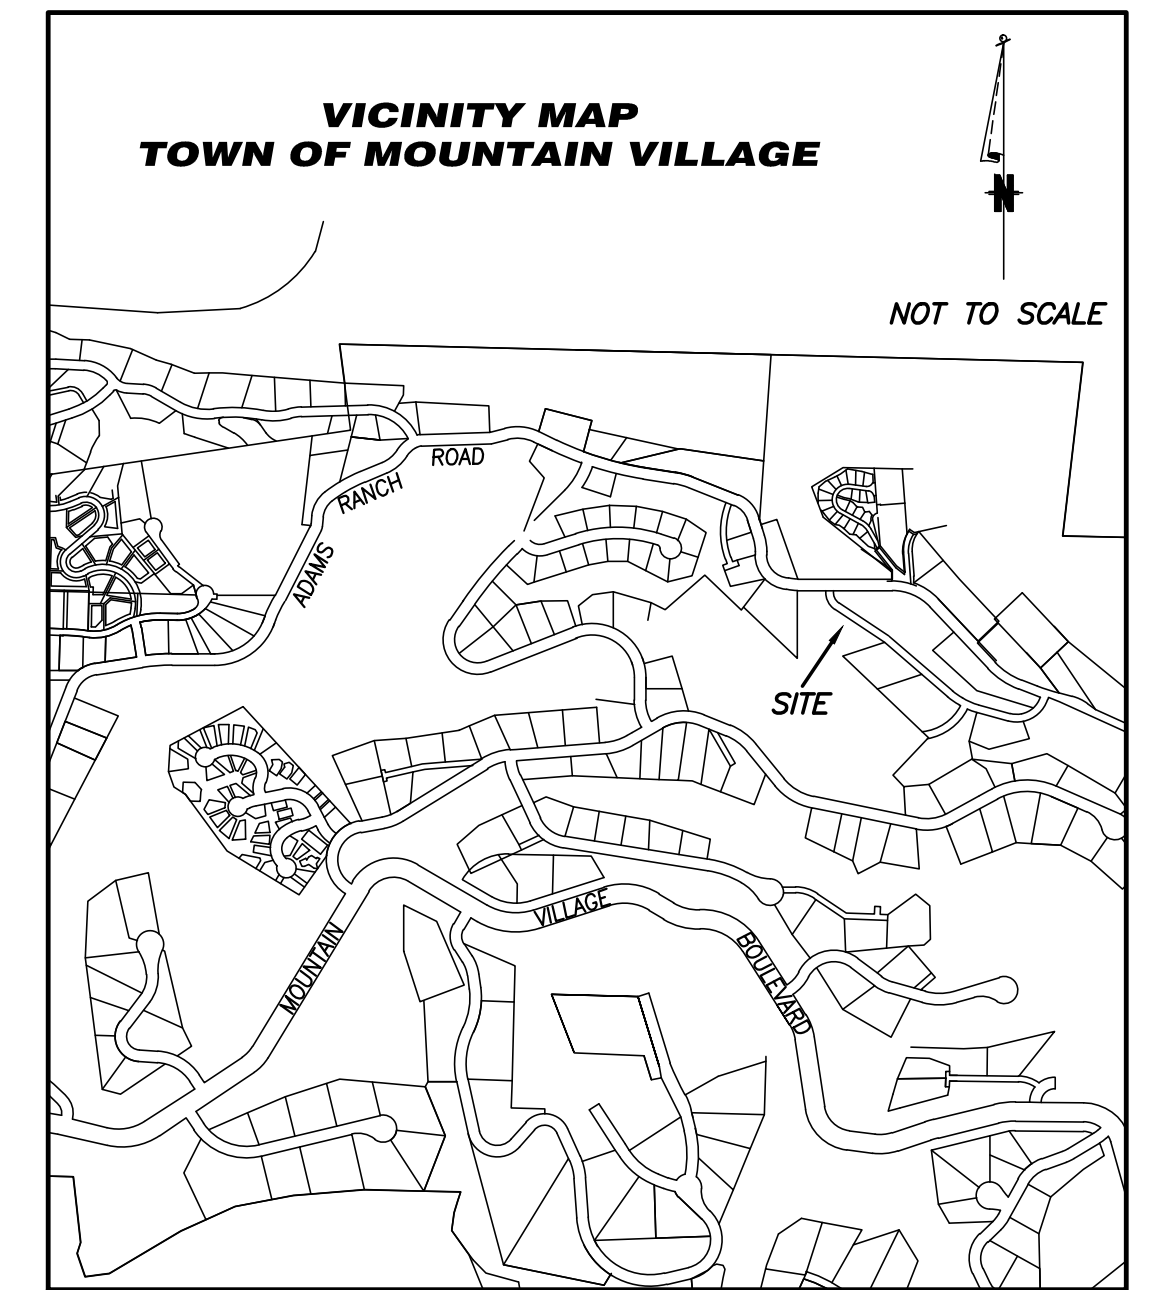 VICINITY MAP
TOWN OF MOUNTAIN VILLAGE
N
NOT TO SCALE
ROAD
RANCH
ADAMS
SITE
VILLAGE
MOUNTAIN
BOULEVARD